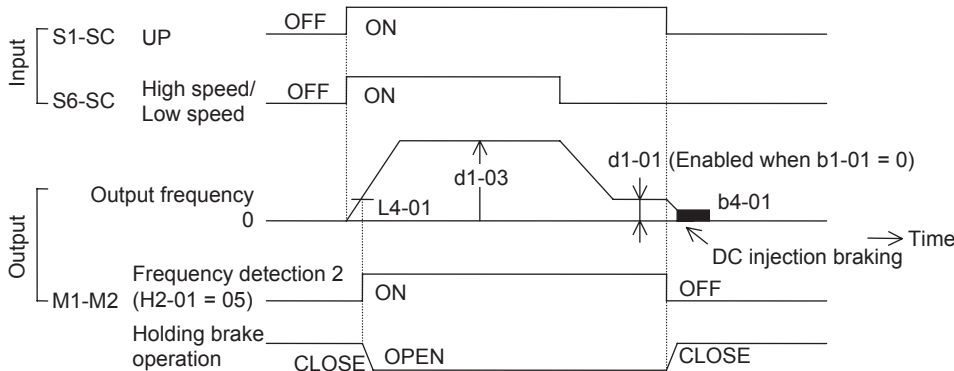 Input
S1-SC UP OFF ON
S6-SC High speed/
Low speed OFF ON
d1-01 (Enabled when b1-01 = 0)
d1-03
Output
Output frequency
0
L4-01
b4-01
Time
DC injection braking
M1-M2 Frequency detection 2
(H2-01 = 05) ON OFF
Holding brake
operation CLOSE OPEN CLOSE